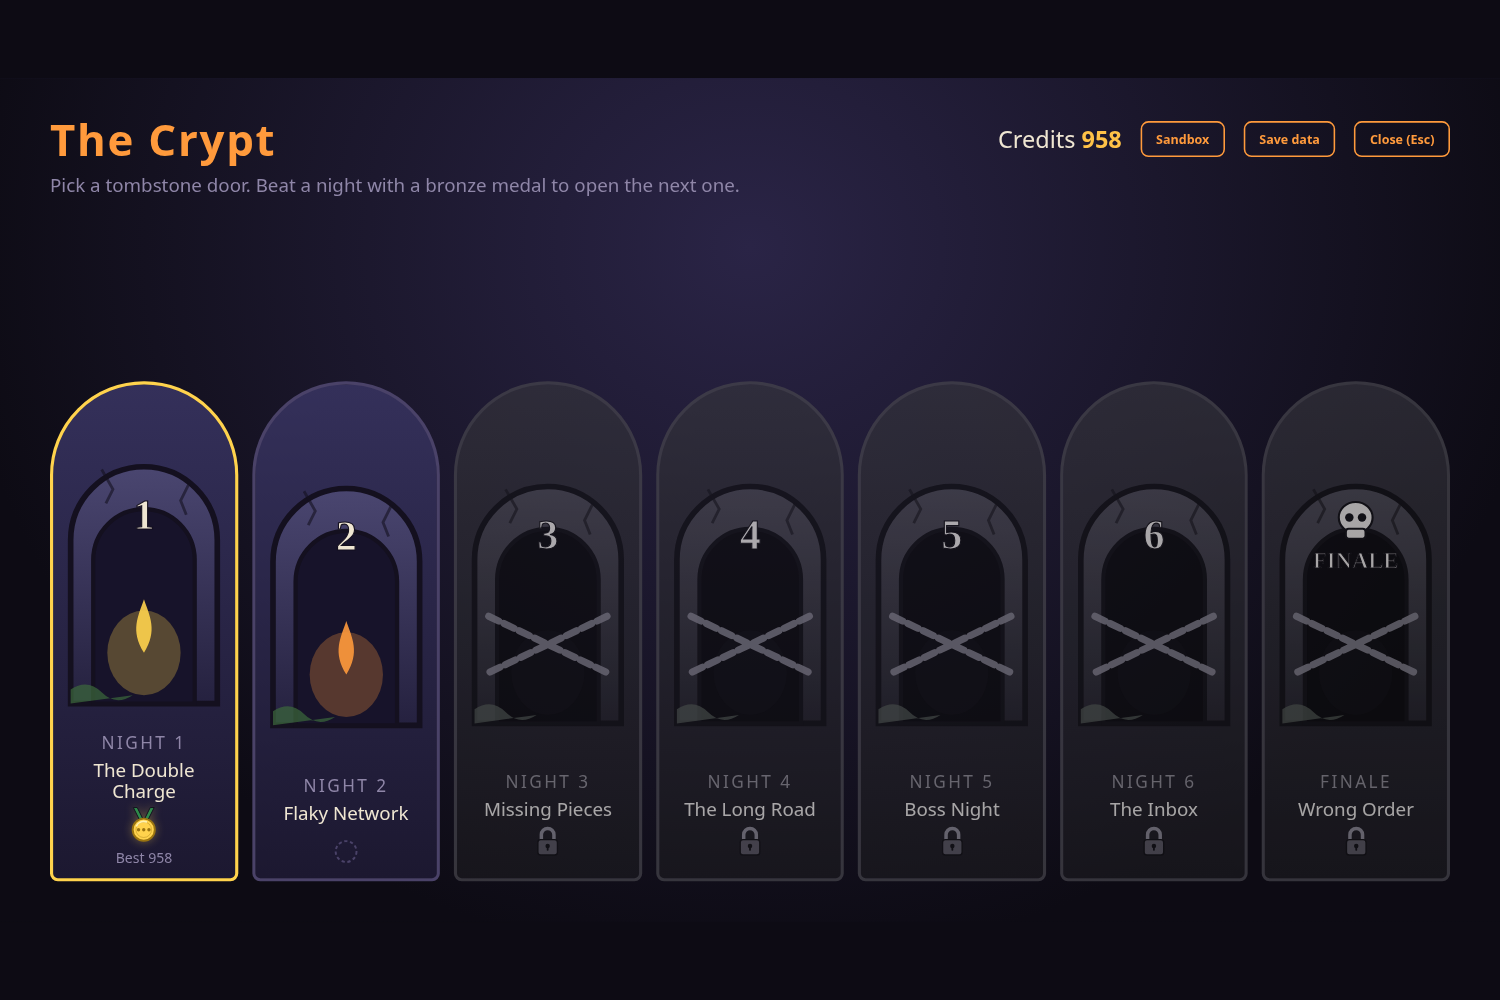 The Crypt
Credits 958
Sandbox
Save data
Close (Esc)
Pick a tombstone door. Beat a night with a bronze medal to open the next one.
1
NIGHT 1
The Double
Charge
Best 958
2
NIGHT 2
Flaky Network
3
NIGHT 3
Missing Pieces
4
NIGHT 4
The Long Road
5
NIGHT 5
Boss Night
6
NIGHT 6
The Inbox
FINALE
FINALE
Wrong Order